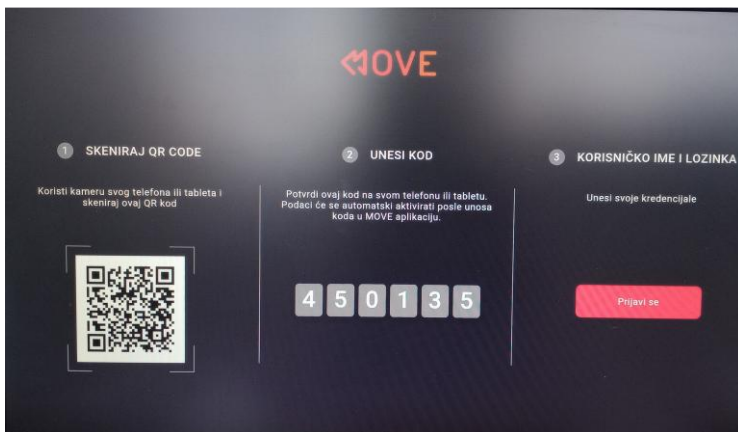 MOVE
1 SKENIRAJ QR CODE
Koristi kameru svog telefona ili tableta i
skeniraj ovaj QR kod
2 UNESI KOD
Potvrdi ovaj kod na svom telefonu ili tabletu.
Podaci će se automatski aktivirati posle unosa
koda u MOVE aplikaciju.
4 5 0 1 3 5
3 KORISNIČKO IME I LOZINKA
Unesi svoje kredencijale
Prijavi se